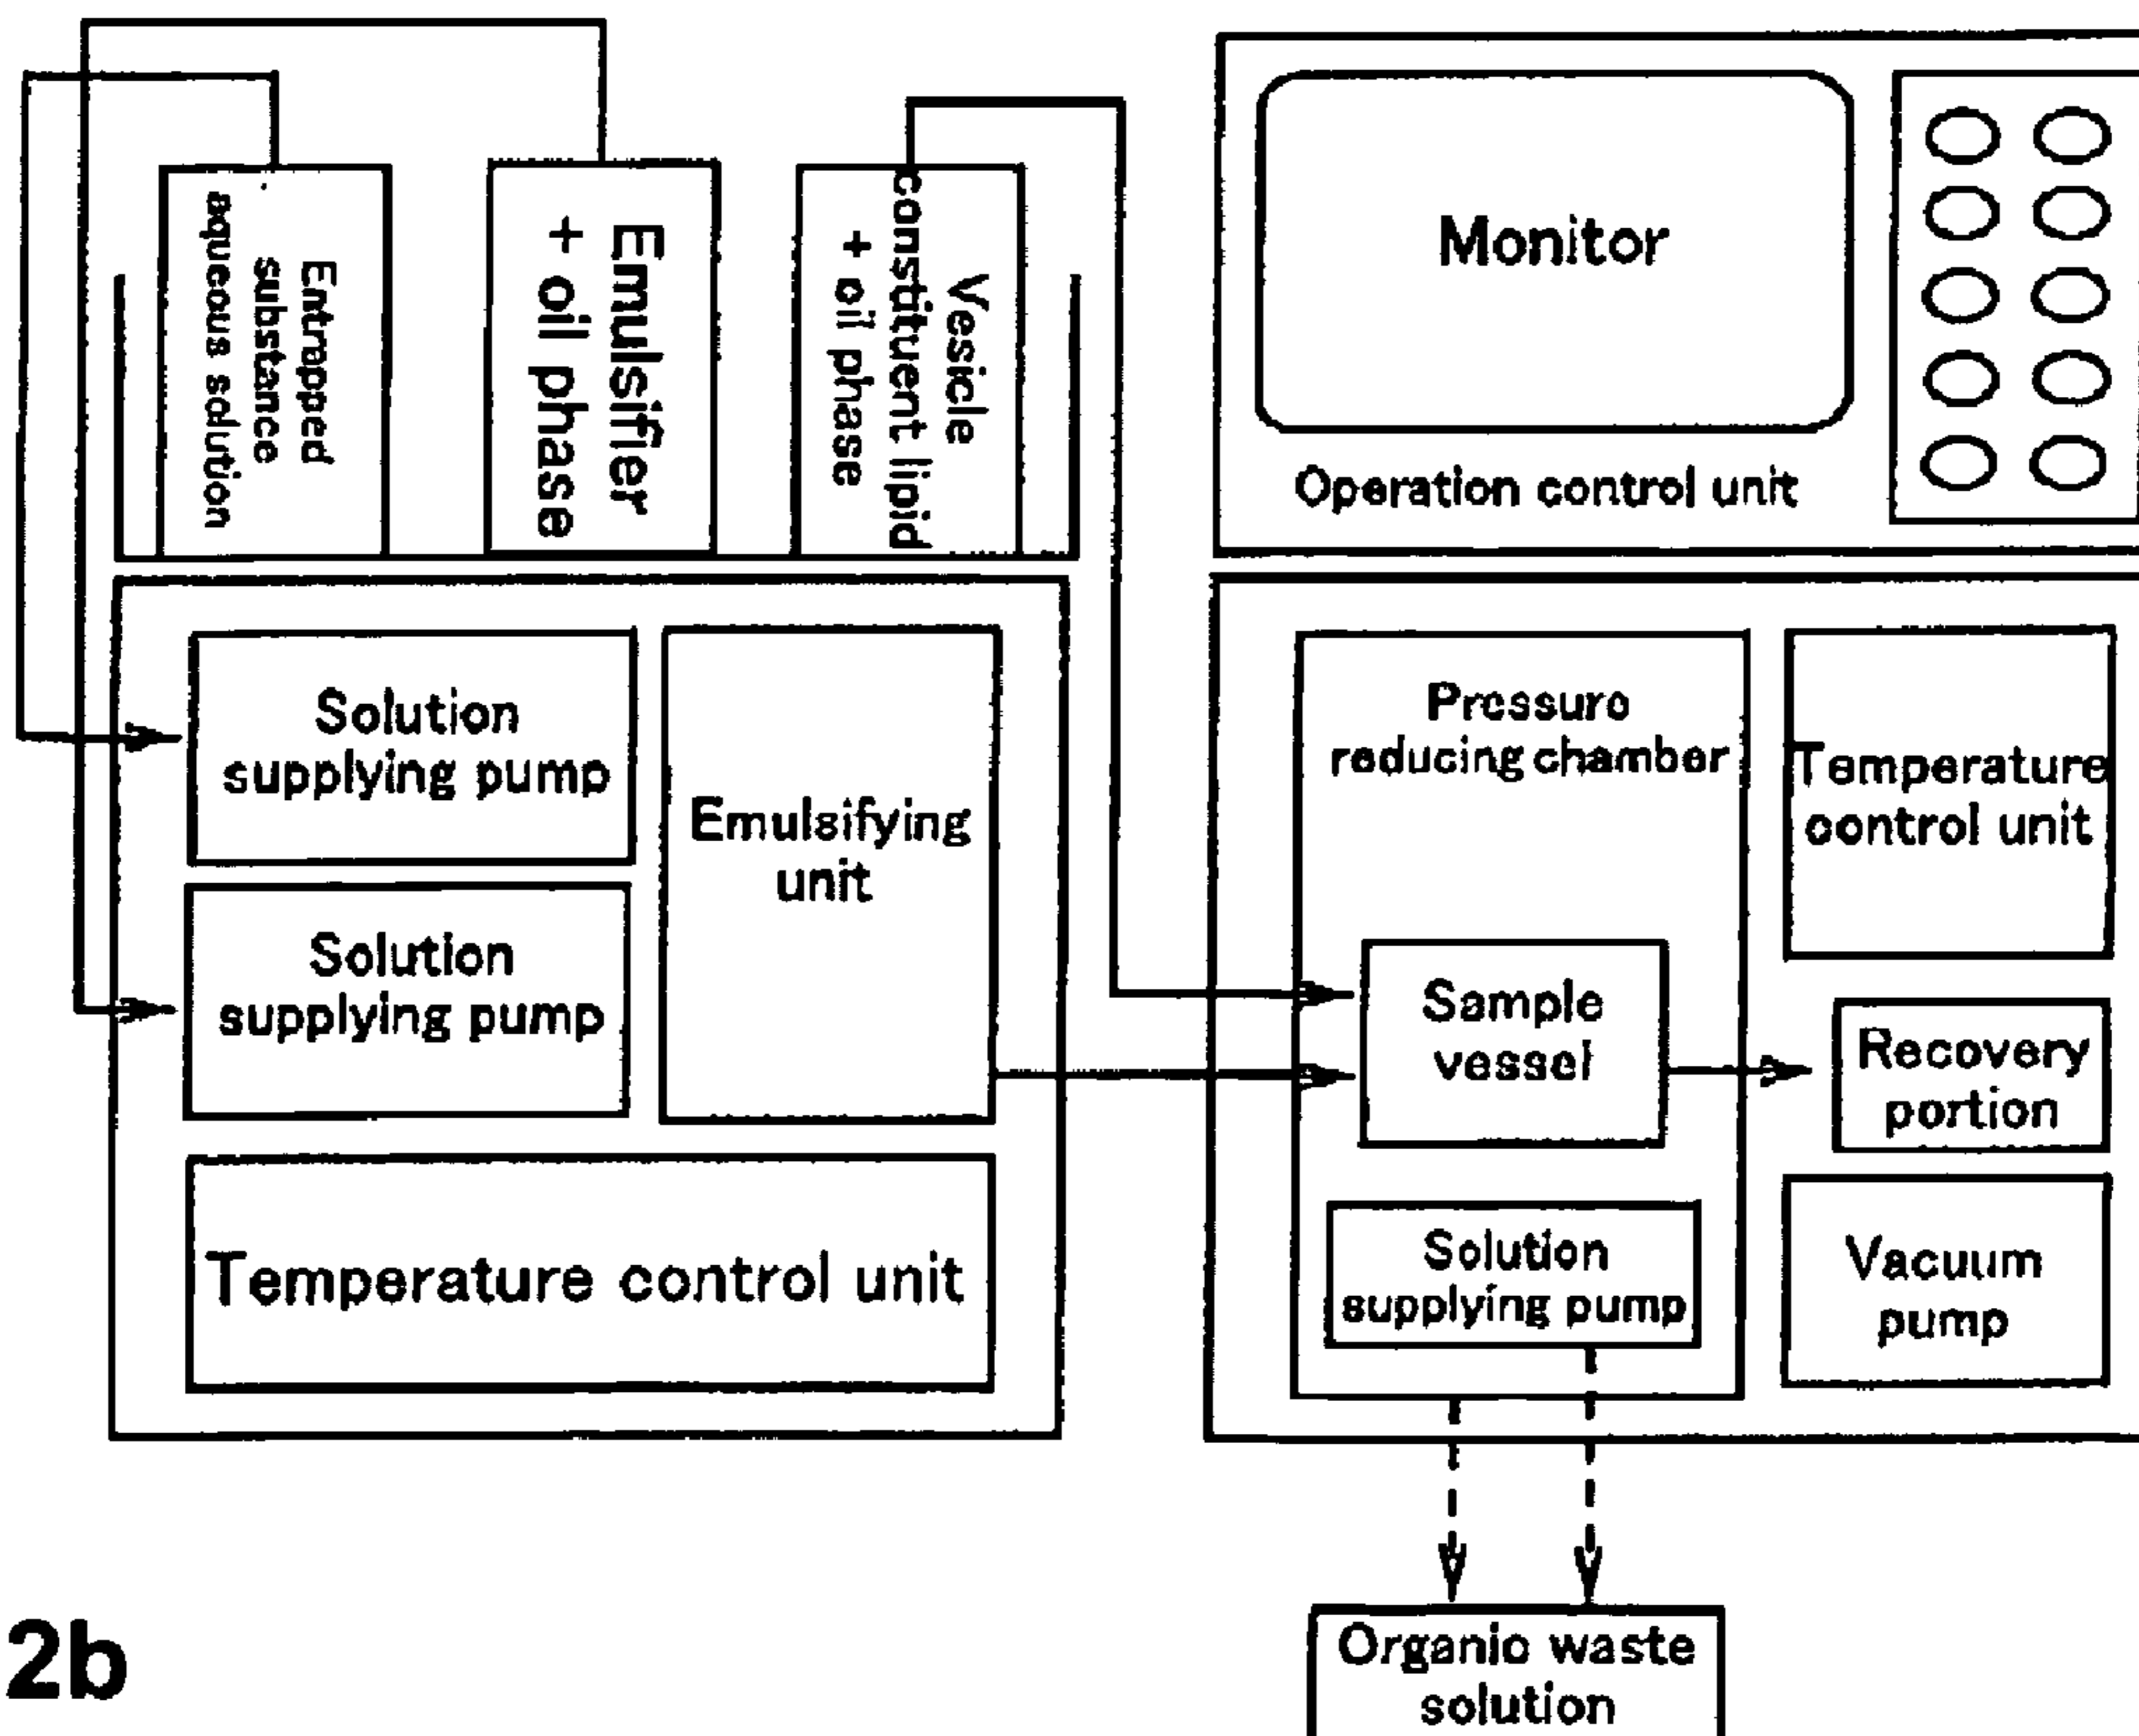 Entrapped
substance
aqueous solution
Emulsifier
+ oil phase
Vesicle
constituent lipid
+ oil phase
Monitor
Operation control unit
Solution
supplying pump
Emulsifying
unit
Solution
supplying pump
Temperature control unit
Pressure
reducing chamber
Temperature
control unit
Sample
vessel
Recovery
portion
Solution
supplying pump
Vacuum
pump
Organic waste
solution
2b